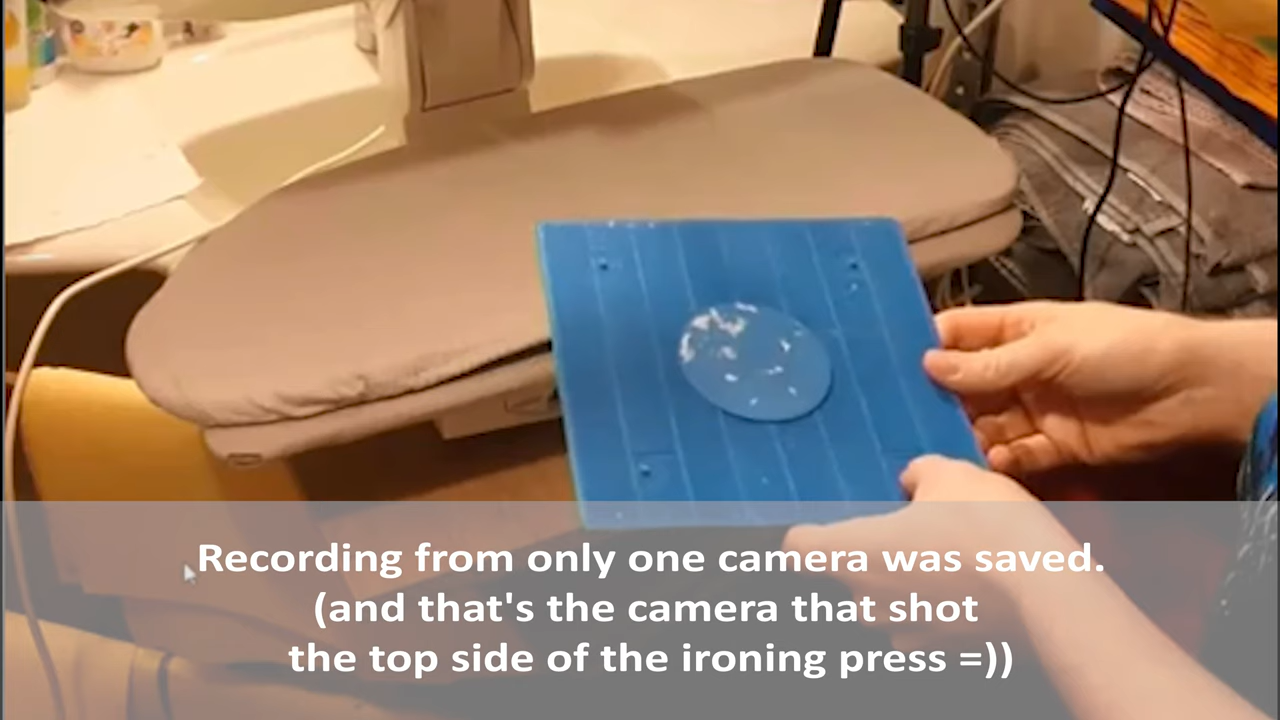 Recording from only one camera was saved.
(and that's the camera that shot
the top side of the ironing press =))